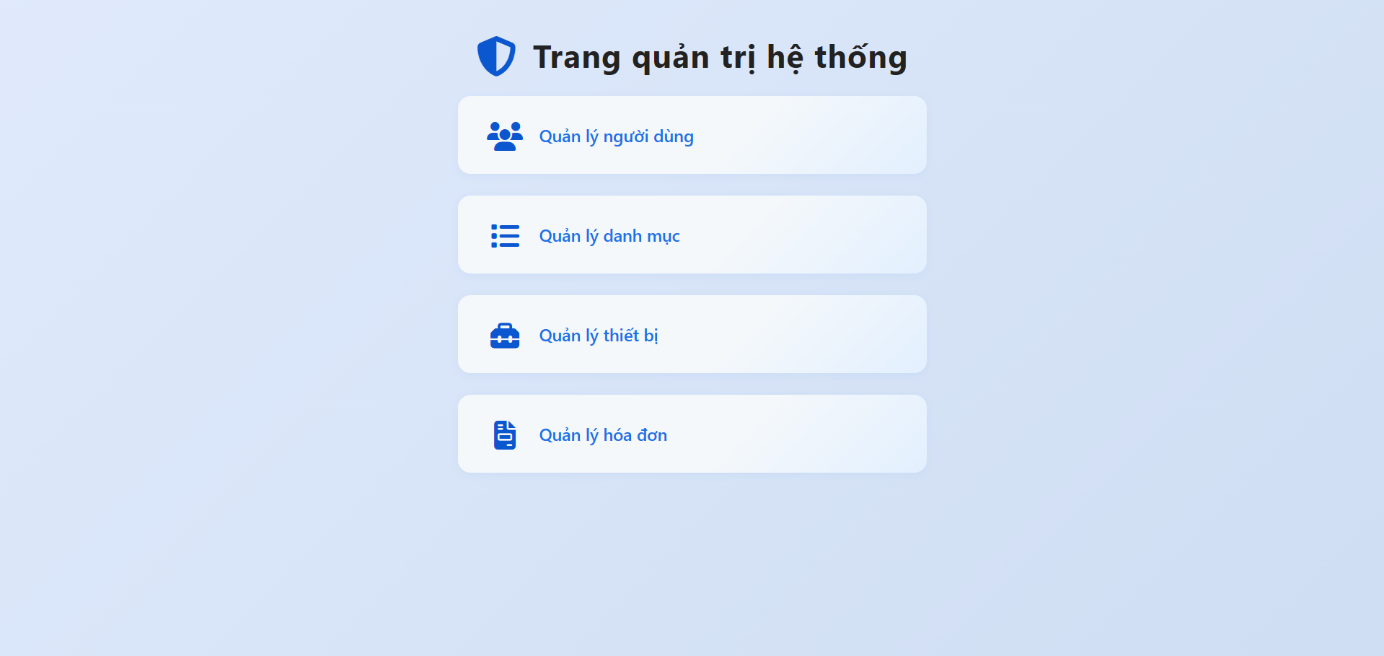 Trang quản trị hệ thống
Quản lý người dùng
Quản lý danh mục
Quản lý thiết bị
Quản lý hóa đơn